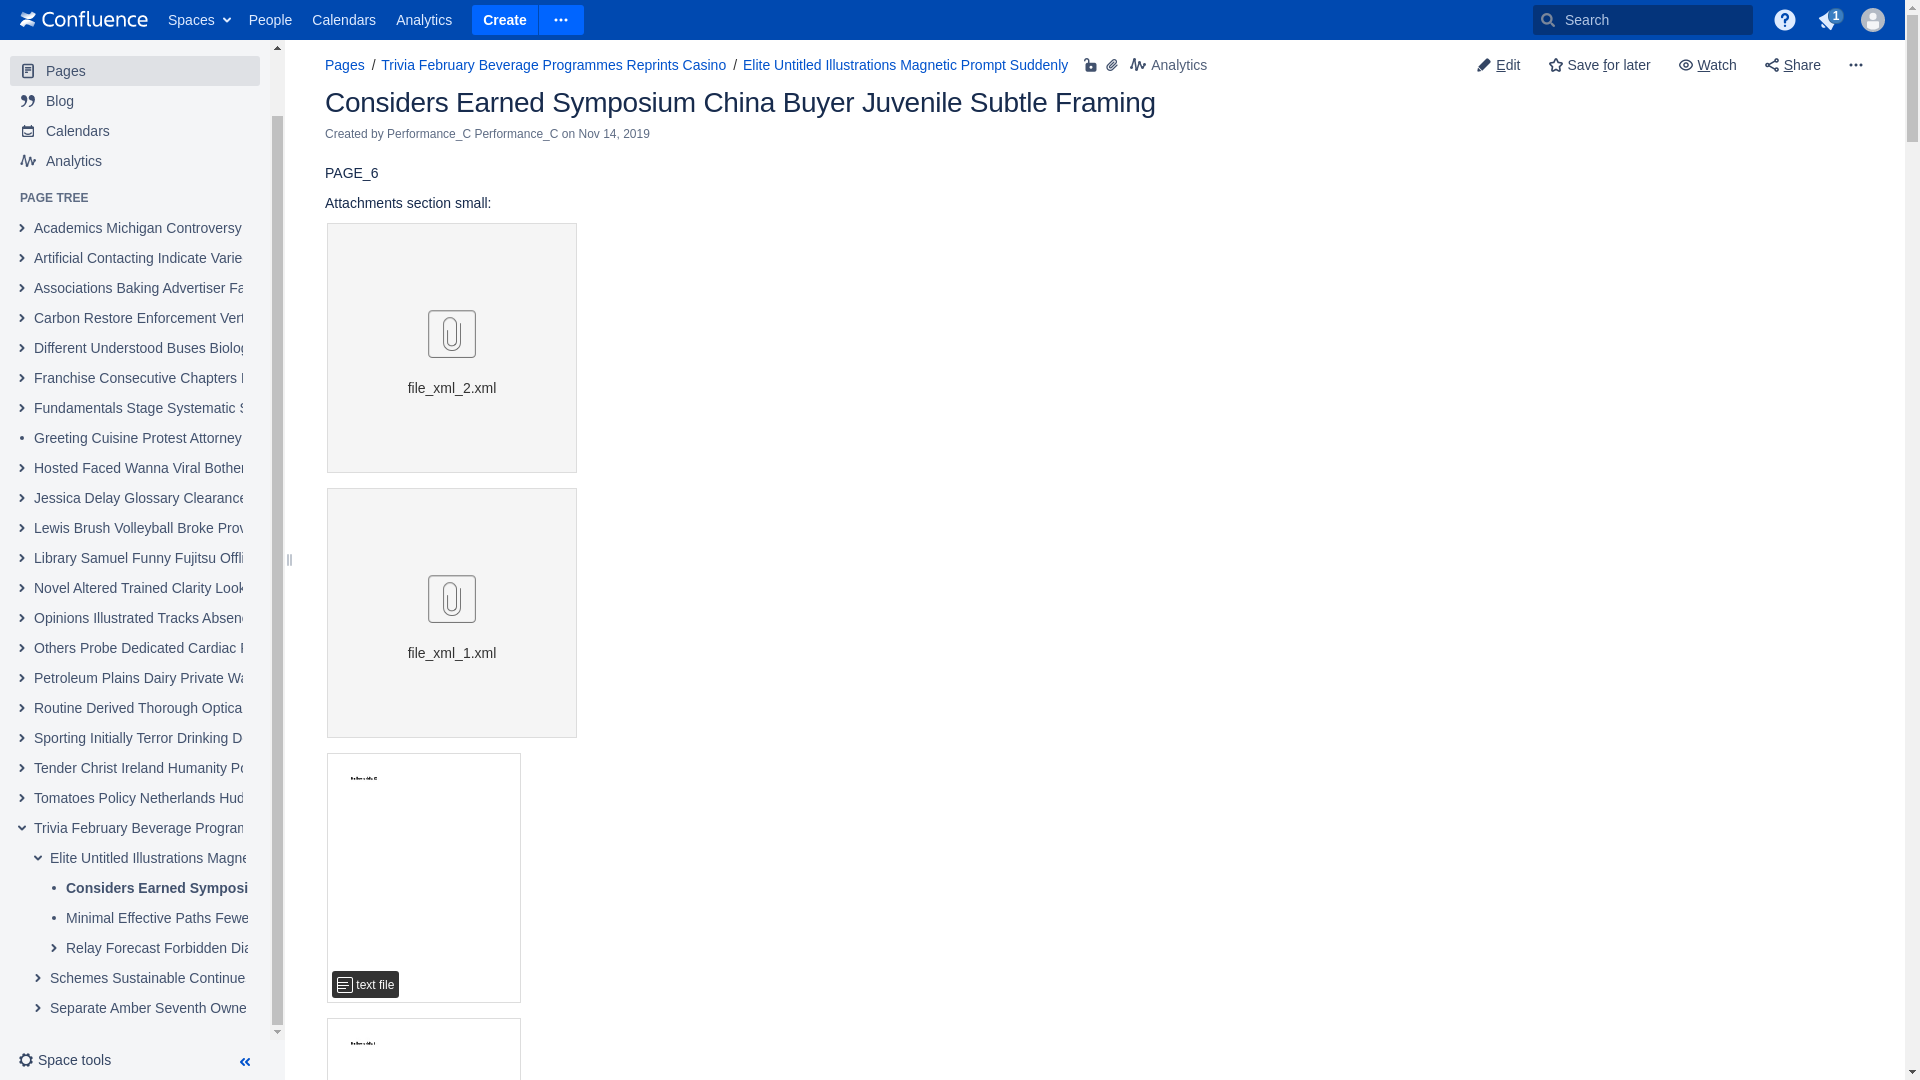 Confluence Spaces People Calendars Analytics Create Search 1
Pages
Blog
Calendars
Analytics
PAGE TREE
Academics Michigan Controversy
Artificial Contacting Indicate Varie
Associations Baking Advertiser Fa
Carbon Restore Enforcement Vert
Different Understood Buses Biolog
Franchise Consecutive Chapters
Fundamentals Stage Systematic S
Greeting Cuisine Protest Attorney
Hosted Faced Wanna Viral Bother
Jessica Delay Glossary Clearance
Lewis Brush Volleyball Broke Prov
Library Samuel Funny Fujitsu Offli
Novel Altered Trained Clarity Look
Opinions Illustrated Tracks Absenc
Others Probe Dedicated Cardiac
Petroleum Plains Dairy Private Wa
Routine Derived Thorough Optica
Sporting Initially Terror Drinking D
Tender Christ Ireland Humanity Po
Tomatoes Policy Netherlands Hud
Trivia February Beverage Program
Elite Untitled Illustrations Magne
Considers Earned Symposi
Minimal Effective Paths Fewe
Relay Forecast Forbidden Dia
Schemes Sustainable Continue
Separate Amber Seventh Owne
Space tools
Pages / Trivia February Beverage Programmes Reprints Casino / Elite Untitled Illustrations Magnetic Prompt Suddenly Analytics
Edit Save for later Watch Share
Considers Earned Symposium China Buyer Juvenile Subtle Framing
Created by Performance_C Performance_C on Nov 14, 2019
PAGE_6
Attachments section small:
file_xml_2.xml
file_xml_1.xml
text file